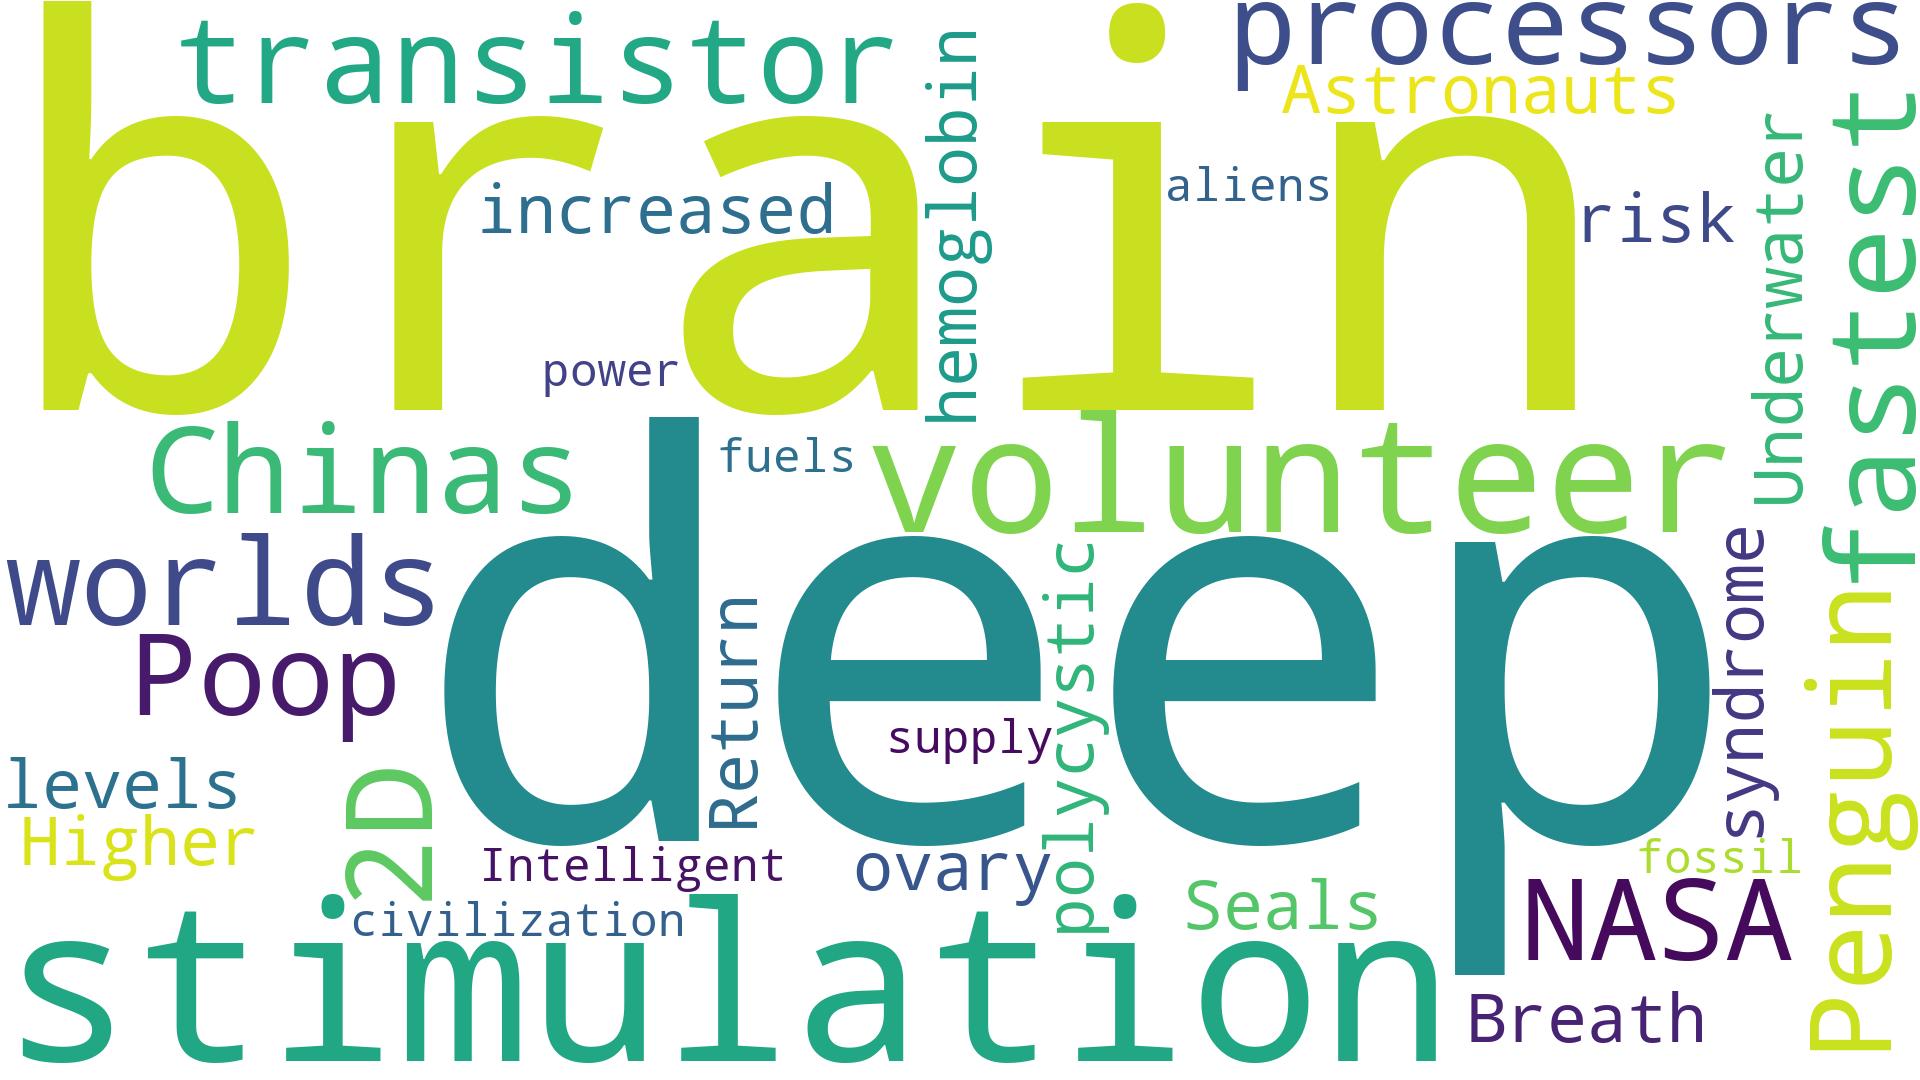 brain
transistor
processors
Astronauts
hemoglobin
increased
aliens
risk
Underwater
fastest
power
Chinas
fuels
volunteer
worlds
deep
Poop
Return
polycystic
syndrome
Penguin
supply
levels
Higher
2D
Intelligent
ovary
fossil
Seals
NASA
civilization
stimulation
Breath